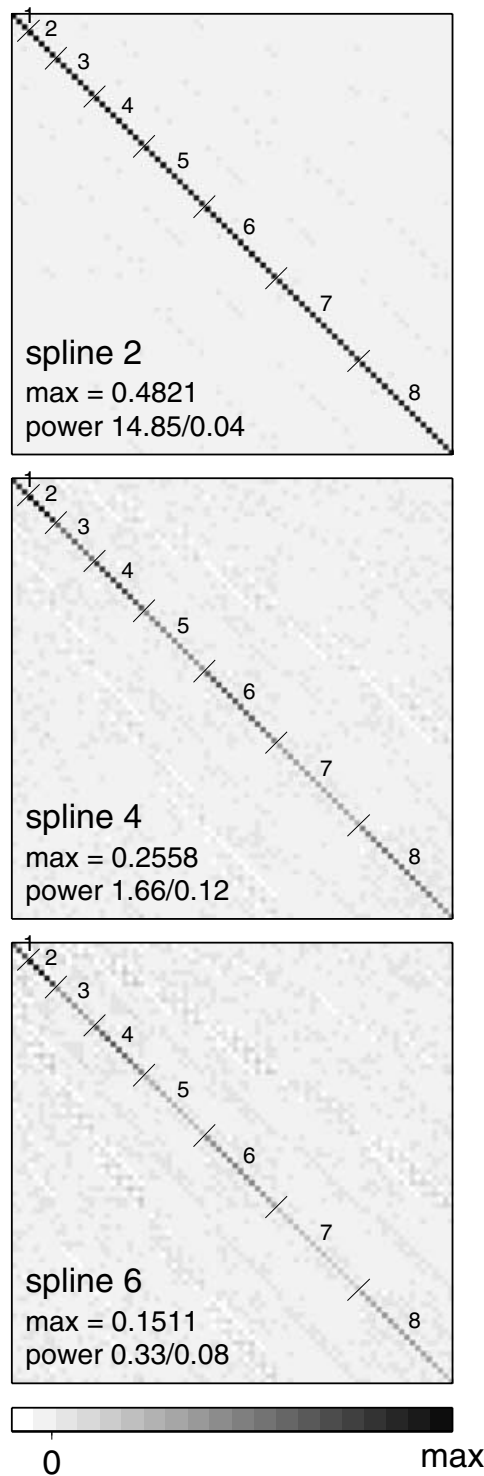 1
2
3
4
5
6
7
8
spline 2
max = 0.4821
power 14.85/0.04
1
2
3
4
5
6
7
8
spline 4
max = 0.2558
power 1.66/0.12
1
2
3
4
5
6
7
8
spline 6
max = 0.1511
power 0.33/0.08
0 max